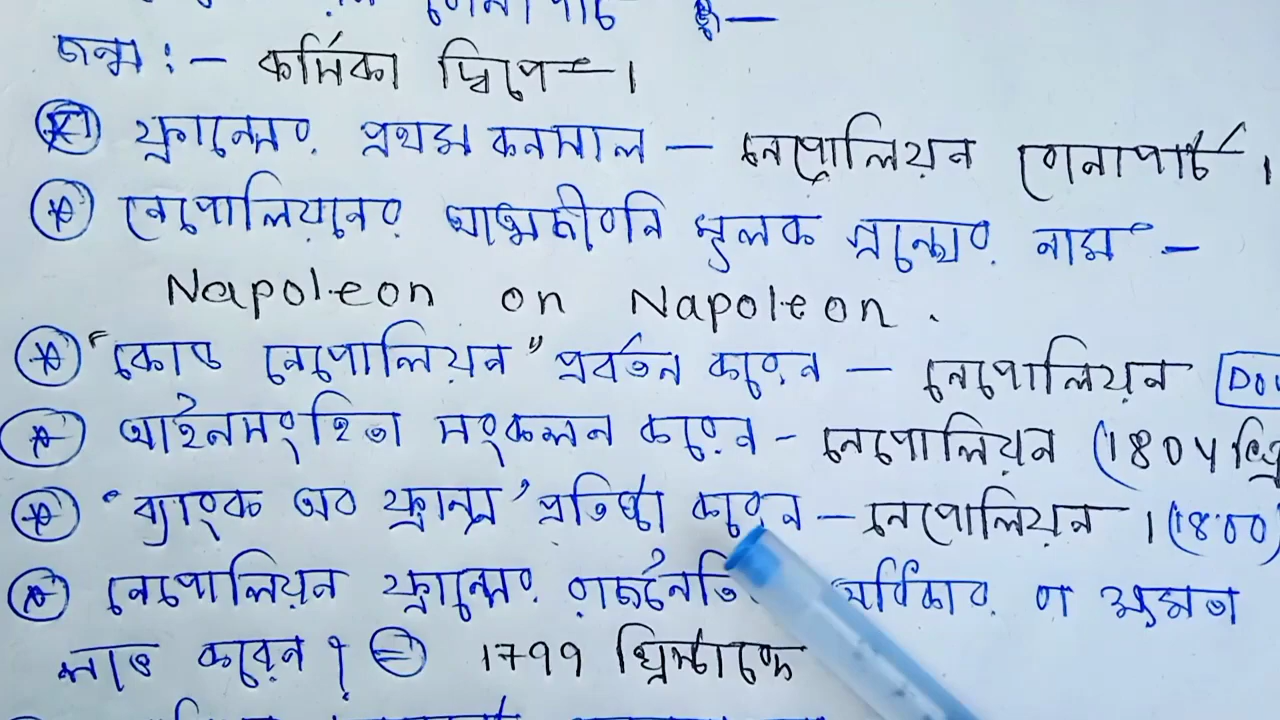 জন্ম :- কর্সিকা দ্বিপে।
ফ্রান্সের প্রথম কনসাল – নেপোলিয়ন বোনাপার্ট।
নেপোলিয়নের আত্মজীবনি মূলক গ্রন্থের নাম –
Napoleon on Napoleon.
"কোড নেপোলিয়ন" প্রবর্তন করেন – নেপোলিয়ন
আইনসংহিতা সংকলন করেন – নেপোলিয়ন (1804
'ব্যাংক অব ফ্রান্স' প্রতিষ্ঠা করেন – নেপোলিয়ন। (1800)
নেপোলিয়ন ফ্রান্সের অধিকার বা ক্ষমতা
লাভ করেন? = 1799 খ্রিস্টাব্দে